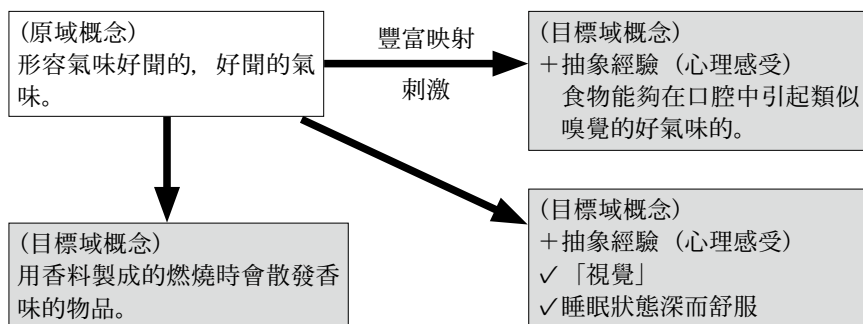 (原域概念)
形容氣味好聞的，好聞的氣
味。
豐富映射
刺激
(目標域概念)
＋抽象經驗（心理感受）
食物能夠在口腔中引起類似
嗅覺的好氣味的。
(目標域概念)
用香料製成的燃燒時會散發香
味的物品。
(目標域概念)
＋抽象經驗（心理感受）
✓「視覺」
✓睡眠狀態深而舒服